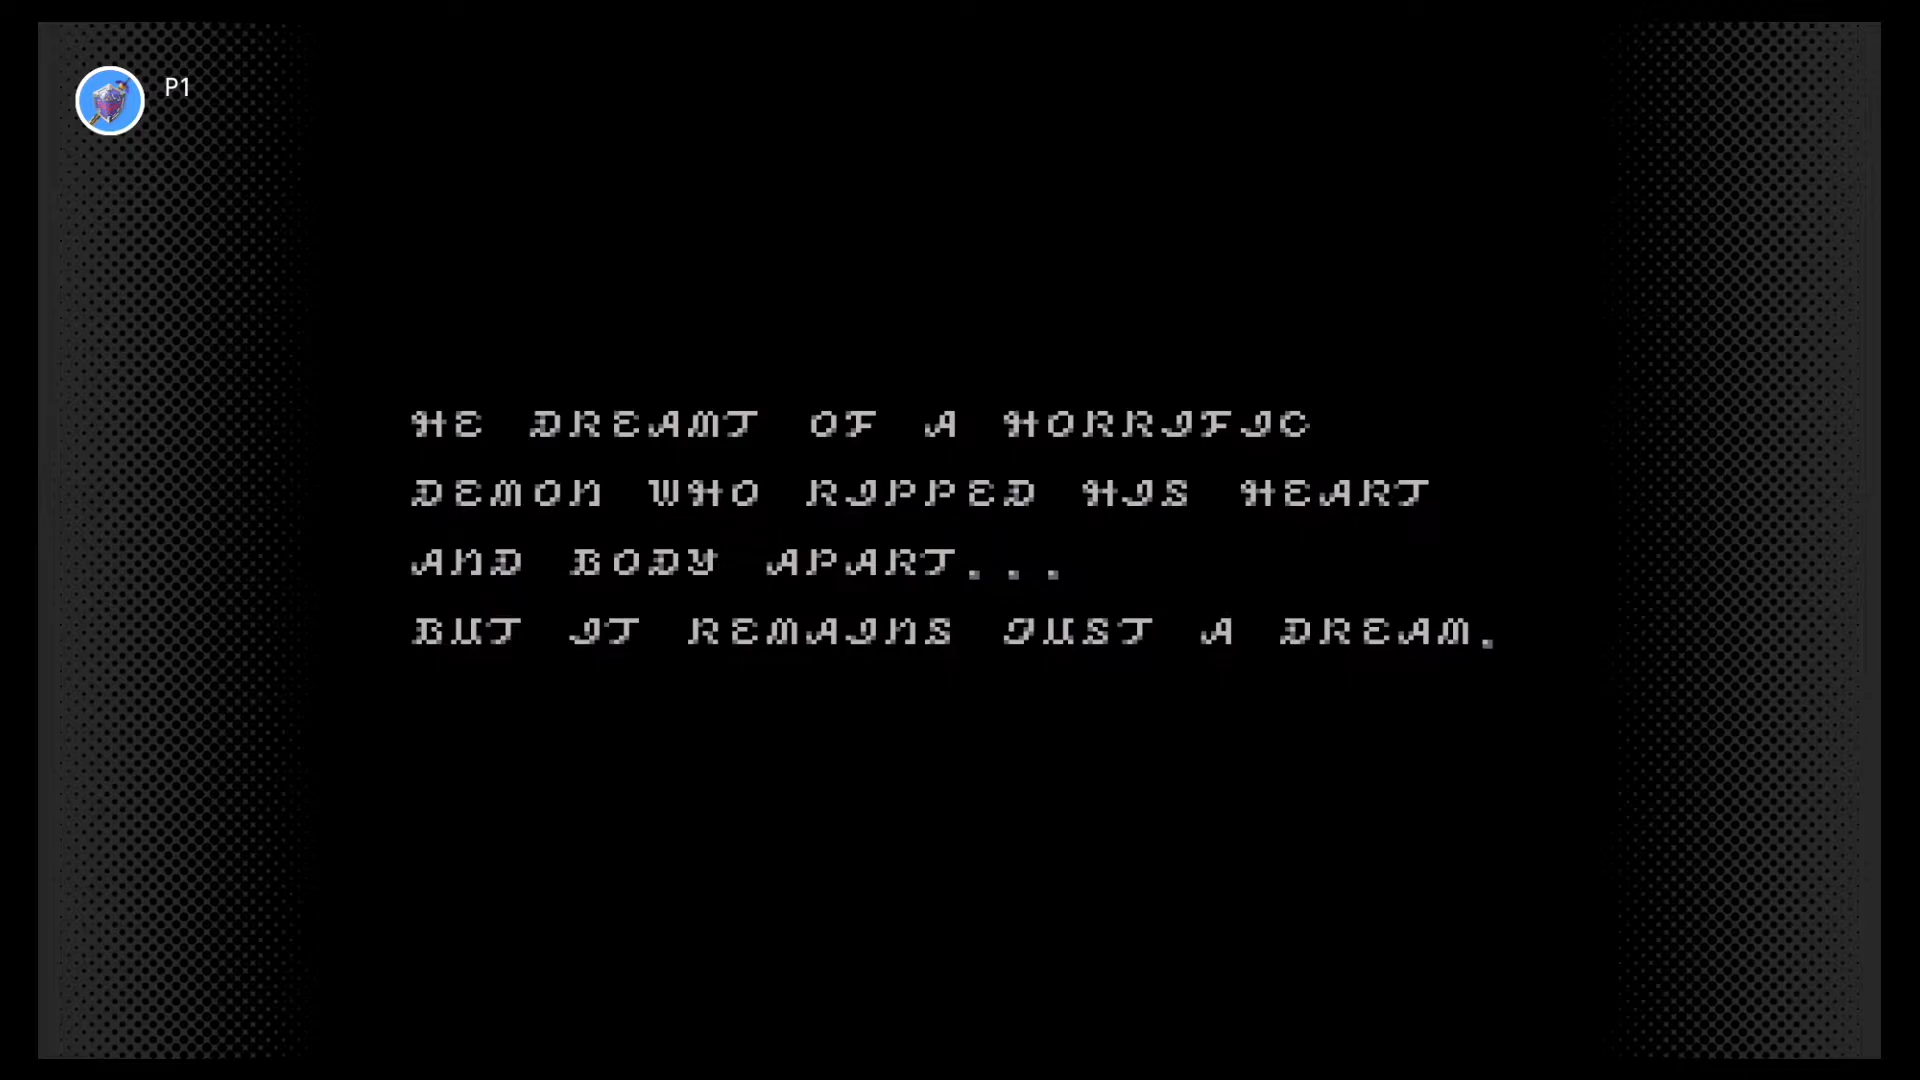 P1
HE DREAMT OF A HORRIFIC
DEMON WHO RIPPED HIS HEART
AND BODY APART...
BUT IT REMAINS JUST A DREAM.